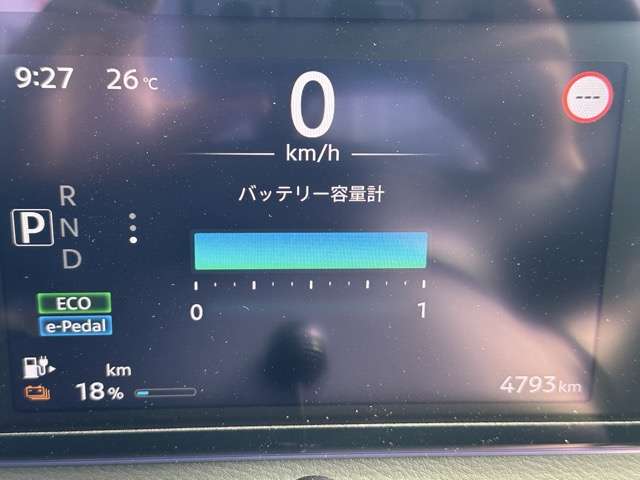 9:27 26℃
0
---
km/h
バッテリー容量計
R
P N
D
0 1
ECO
e-Pedal
km
18%
4793km